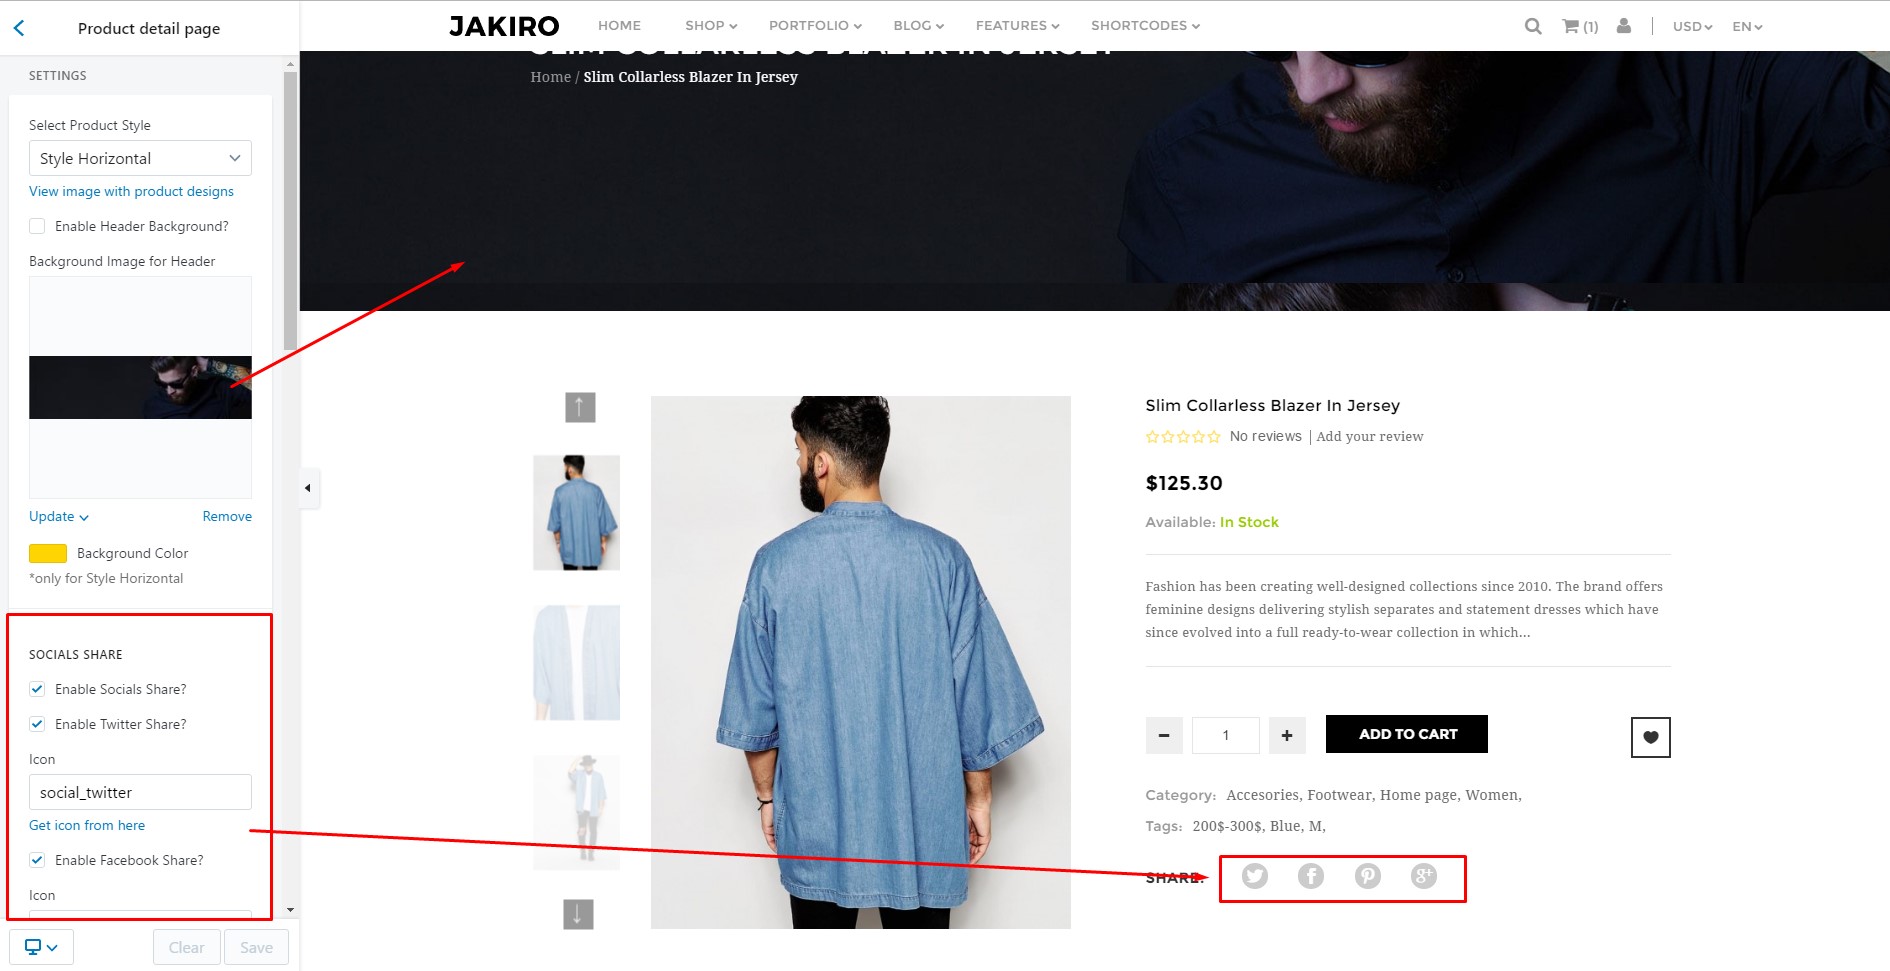 Product detail page
SETTINGS
Select Product Style
Style Horizontal
View image with product designs
Enable Header Background?
Background Image for Header
Update
Remove
Background Color
*only for Style Horizontal
SOCIALS SHARE
Enable Socials Share?
Enable Twitter Share?
Icon
social_twitter
Get icon from here
Enable Facebook Share?
Icon
Clear
Save
JAKIRO
HOME
SHOP
PORTFOLIO
BLOG
FEATURES
SHORTCODES
(1)
USD
EN
SLIM COLLARLESS BLAZER IN JERSEY
Home / Slim Collarless Blazer In Jersey
Slim Collarless Blazer In Jersey
No reviews | Add your review
$125.30
Available: In Stock
Fashion has been creating well-designed collections since 2010. The brand offers
feminine designs delivering stylish separates and statement dresses which have
since evolved into a full ready-to-wear collection in which...
1
ADD TO CART
Category: Accesories, Footwear, Home page, Women,
Tags: 200$-300$, Blue, M,
SHARE: